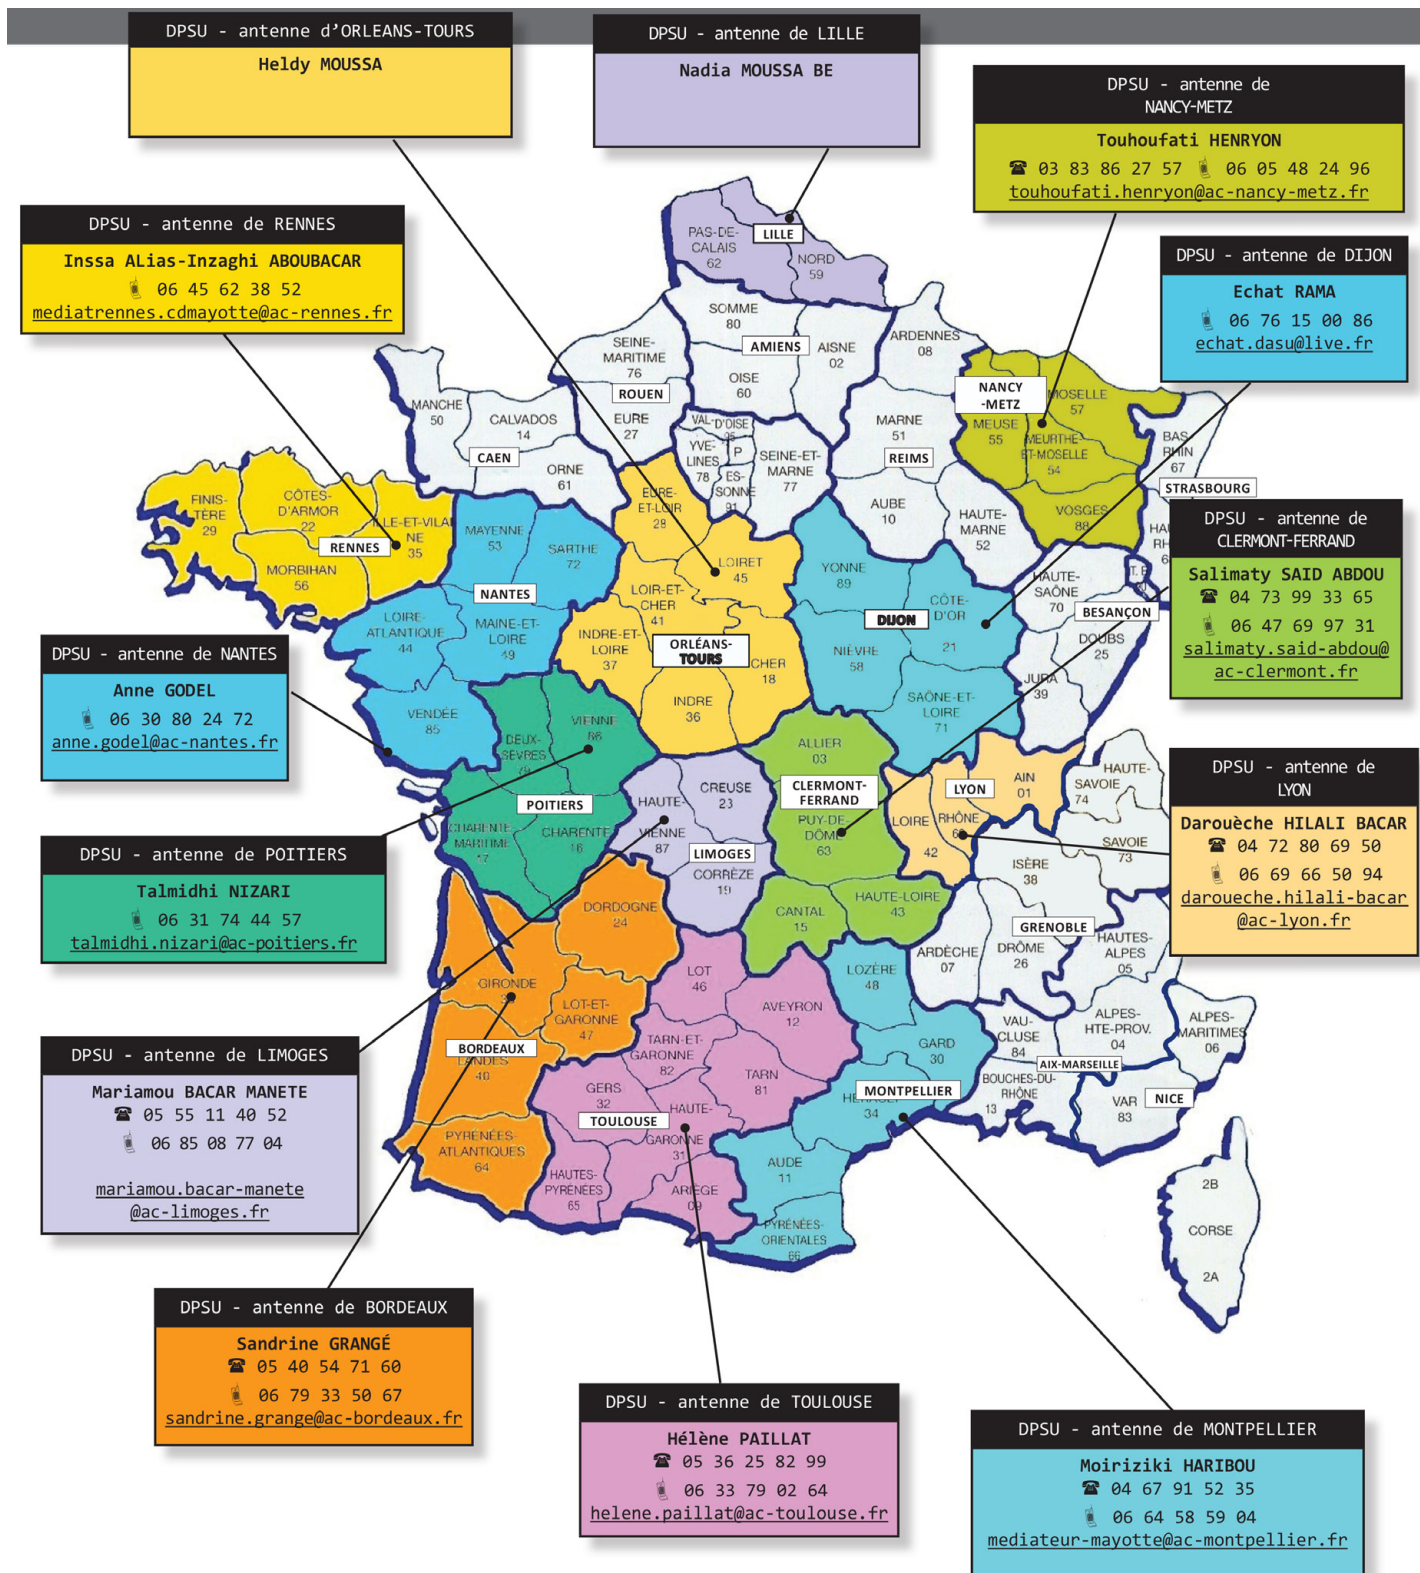 DPSU - antenne d'ORLEANS-TOURS
Heldy MOUSSA
DPSU - antenne de LILLE
Nadia MOUSSA BE
DPSU - antenne de
NANCY-METZ
Touhoufati HENRYON
03 83 86 27 57 06 05 48 24 96
touhoufati.henryon@ac-nancy-metz.fr
DPSU - antenne de RENNES
Inssa ALias-Inzaghi ABOUBACAR
06 45 62 38 52
mediatrennes.cdmayotte@ac-rennes.fr
DPSU - antenne de DIJON
Echat RAMA
06 76 15 00 86
echat.dasu@live.fr
DPSU - antenne de
CLERMONT-FERRAND
Salimaty SAID ABDOU
04 73 99 33 65
06 47 69 97 31
salimaty.said-abdou@
ac-clermont.fr
DPSU - antenne de NANTES
Anne GODEL
06 30 80 24 72
anne.godel@ac-nantes.fr
DPSU - antenne de
LYON
Darouèche HILALI BACAR
04 72 80 69 50
06 69 66 50 94
daroueche.hilali-bacar
@ac-lyon.fr
DPSU - antenne de POITIERS
Talmidhi NIZARI
06 31 74 44 57
talmidhi.nizari@ac-poitiers.fr
DPSU - antenne de LIMOGES
Mariamou BACAR MANETE
05 55 11 40 52
06 85 08 77 04
mariamou.bacar-manete
@ac-limoges.fr
DPSU - antenne de BORDEAUX
Sandrine GRANGÉ
05 40 54 71 60
06 79 33 50 67
sandrine.grange@ac-bordeaux.fr
DPSU - antenne de TOULOUSE
Hélène PAILLAT
05 36 25 82 99
06 33 79 02 64
helene.paillat@ac-toulouse.fr
DPSU - antenne de MONTPELLIER
Moiriziki HARIBOU
04 67 91 52 35
06 64 58 59 04
mediateur-mayotte@ac-montpellier.fr
PAS-DE-
CALAIS
62
LILLE
NORD
59
SOMME
80
AMIENS
AISNE
02
OISE
60
ARDENNES
08
SEINE-
MARITIME
76
ROUEN
EURE
27
MANCHE
50
CALVADOS
14
CAEN
ORNE
61
VAL-D'OISE
95
YVE-
LINES
78
P
ES-
SONNE
91
SEINE-ET-
MARNE
77
MARNE
51
REIMS
AUBE
10
HAUTE-
MARNE
52
NANCY
-METZ
MOSELLE
57
MEUSE
55
MEURTHE-
ET-MOSELLE
54
VOSGES
88
BAS
RHIN
67
STRASBOURG
FINIS-
TÈRE
29
CÔTES-
D'ARMOR
22
ILLE-ET-VILAI
NE
35
RENNES
MORBIHAN
56
MAYENNE
53
SARTHE
72
NANTES
LOIRE-
ATLANTIQUE
44
MAINE-ET-
LOIRE
49
VENDÉE
85
EURE-
ET-LOIR
28
LOIRET
45
LOIR-ET-
CHER
41
INDRE-ET-
LOIRE
37
ORLÉANS-
TOURS
CHER
18
INDRE
36
YONNE
89
CÔTE-
D'OR
21
DIJON
NIÈVRE
58
SAÔNE-ET-
LOIRE
71
HAUTE-
SAÔNE
70
BESANÇON
DOUBS
25
JURA
39
DEUX-
SÈVRES
79
VIENNE
86
POITIERS
CHARENTE
MARITIME
17
CHARENTE
16
HAUTE-
VIENNE
87
CREUSE
23
LIMOGES
CORRÈZE
19
ALLIER
03
CLERMONT-
FERRAND
PUY-DE-
DÔME
63
CANTAL
15
HAUTE-LOIRE
43
LYON
AIN
01
LOIRE
42
RHÔNE
HAUTE-
SAVOIE
74
SAVOIE
73
ISÈRE
38
GRENOBLE
ARDÈCHE
07
DRÔME
26
HAUTES-
ALPES
05
DORDOGNE
24
GIRONDE
LOT-ET-
GARONNE
47
BORDEAUX
LANDES
40
PYRÉNÉES-
ATLANTIQUES
64
LOT
46
AVEYRON
12
TARN-ET-
GARONNE
82
TARN
81
GERS
32
TOULOUSE
HAUTE-
GARONNE
31
HAUTES-
PYRÉNÉES
65
ARIÈGE
09
LOZÈRE
48
GARD
30
MONTPELLIER
34
AUDE
11
PYRÉNÉES-
ORIENTALES
66
VAU-
CLUSE
84
ALPES-
HTE-PROV.
04
ALPES-
MARITIMES
06
AIX-MARSEILLE
BOUCHES-DU-
RHÔNE
13
VAR
83
NICE
2B
CORSE
2A